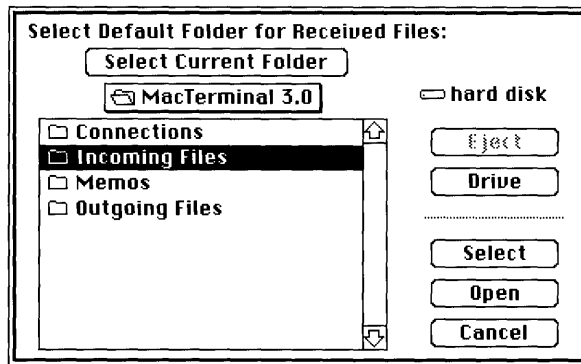 Select Default Folder for Received Files:
Select Current Folder
MacTerminal 3.0
hard disk
Connections
Incoming Files
Memos
Outgoing Files
Eject
Drive
Select
Open
Cancel